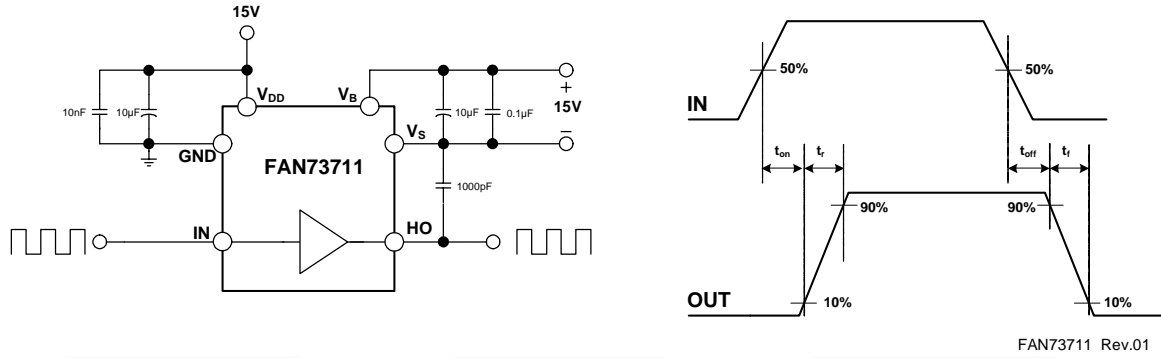 15V
10nF
10µF
VDD
VB
10µF
0.1µF
+
15V
−
VS
GND
FAN73711
1000pF
IN
HO
IN
50%
50%
ton
tr
toff
tf
90%
90%
OUT
10%
10%
FAN73711 Rev.01